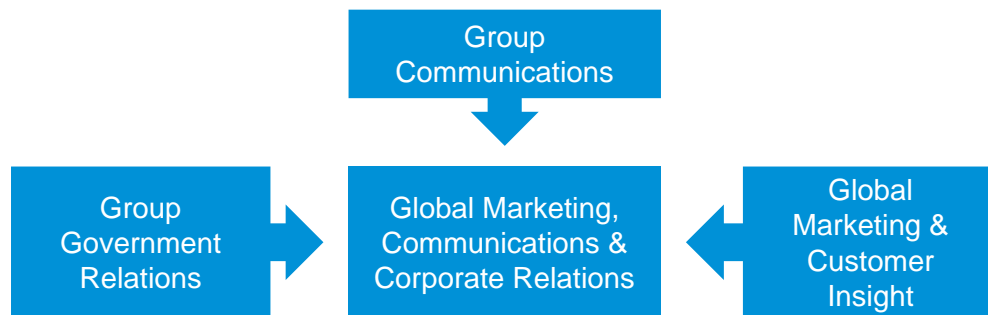 Group
Communications
Group
Government
Relations
Global Marketing,
Communications &
Corporate Relations
Global
Marketing &
Customer
Insight